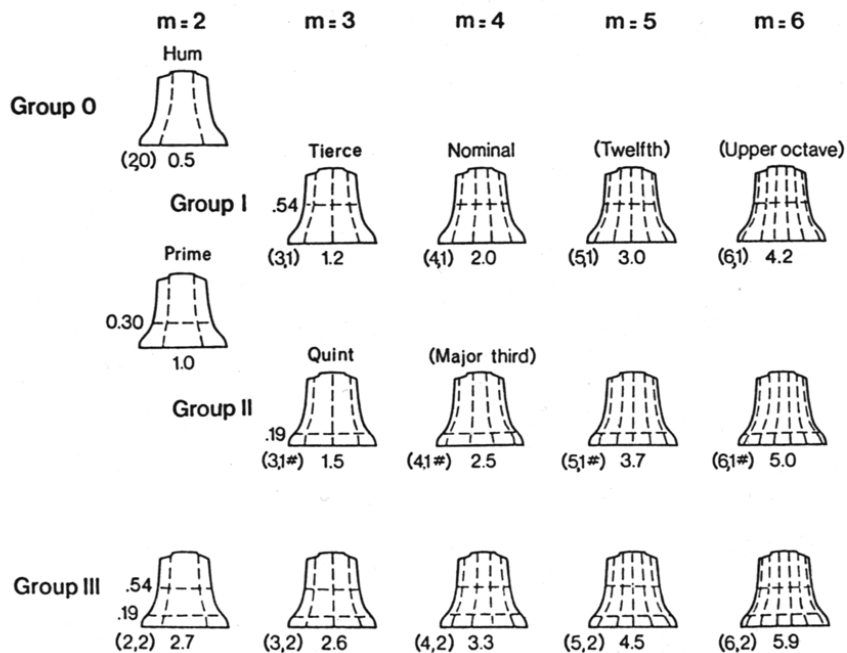 m=2 m=3 m=4 m=5 m=6
Hum
Group 0
(2,0) 0.5
Tierce Nominal (Twelfth) (Upper octave)
Group I .54
(3,1) 1.2 (4,1) 2.0 (5,1) 3.0 (6,1) 4.2
Prime
0.30
1.0
Quint (Major third)
Group II
.19
(3,1#) 1.5 (4,1#) 2.5 (5,1#) 3.7 (6,1#) 5.0
Group III .54
.19
(2,2) 2.7 (3,2) 2.6 (4,2) 3.3 (5,2) 4.5 (6,2) 5.9